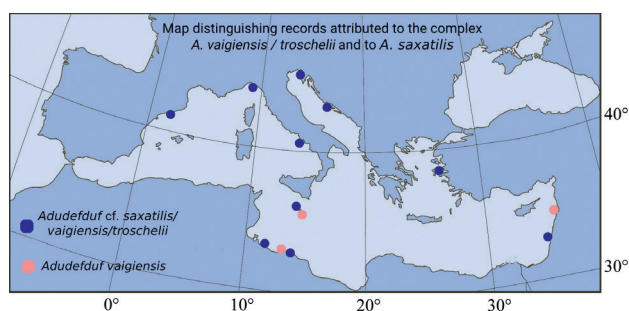 Map distinguishing records attributed to the complex
A. vaigiensis / troschelii and to A. saxatilis
40°
Adudefduf cf. saxatilis/
vaigiensis/troschelii
Adudefduf vaigiensis
30°
0°
10°
20°
30°